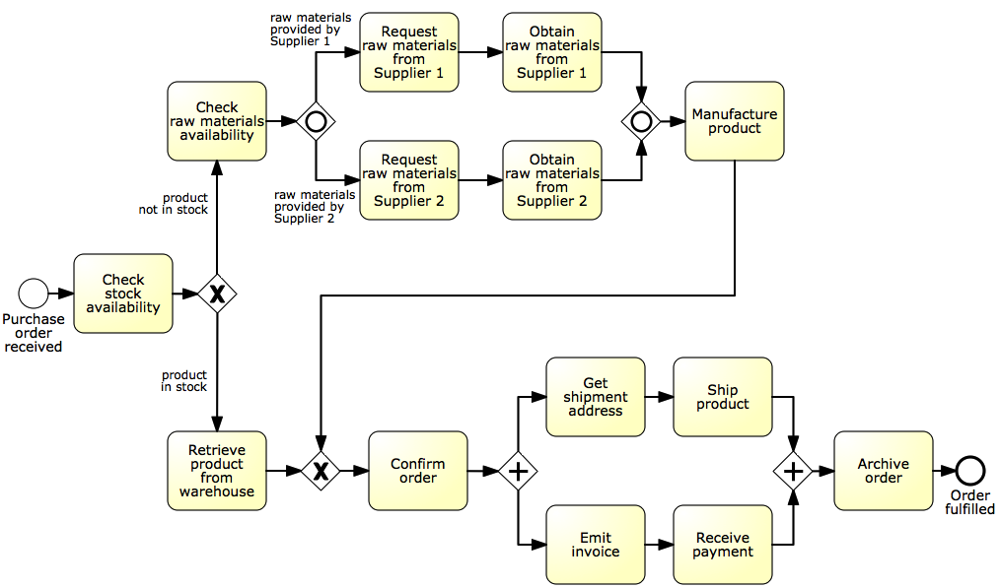 raw materials
provided by
Supplier 1
Request
raw materials
from
Supplier 1
Obtain
raw materials
from
Supplier 1
Check
raw materials
availability
Manufacture
product
raw materials
provided by
Supplier 2
Request
raw materials
from
Supplier 2
Obtain
raw materials
from
Supplier 2
product
not in stock
Purchase
order
received
Check
stock
availability
X
product
in stock
Retrieve
product
from
warehouse
X
Confirm
order
+
Get
shipment
address
Ship
product
Emit
invoice
Receive
payment
+
Archive
order
Order
fulfilled